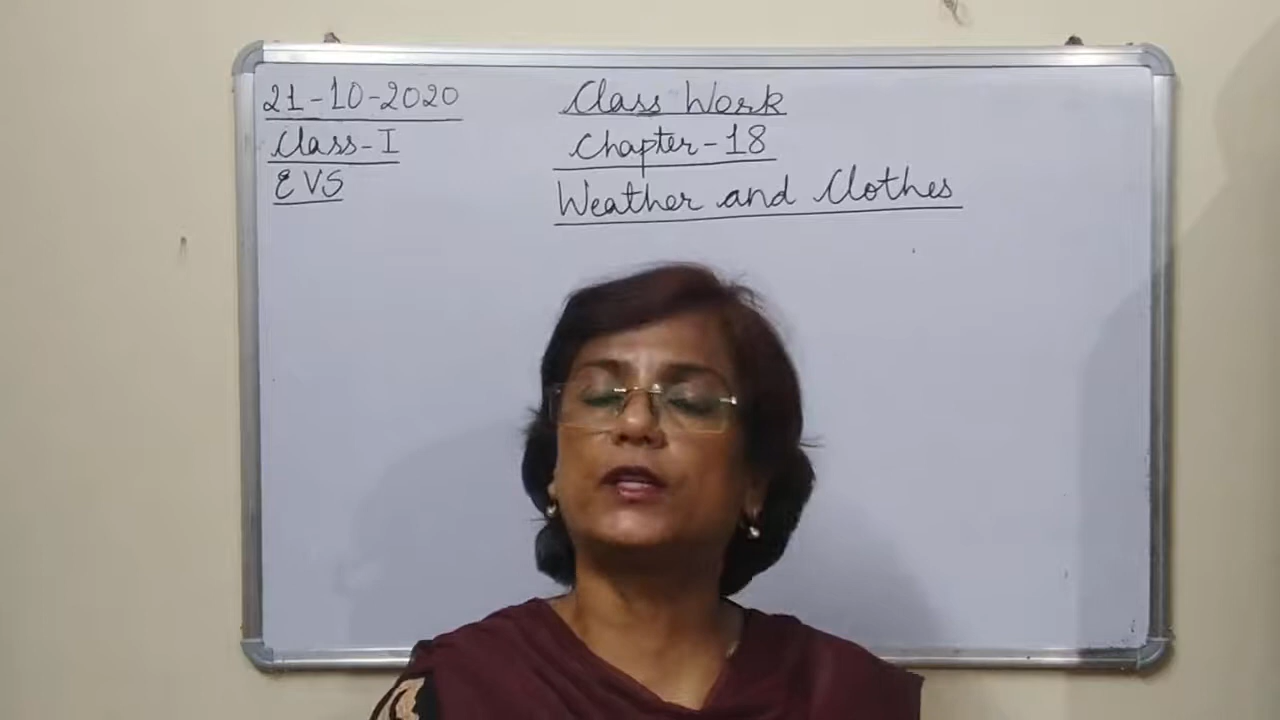 21-10-2020
Class-I
EVS
Class Work
Chapter-18
Weather and Clothes